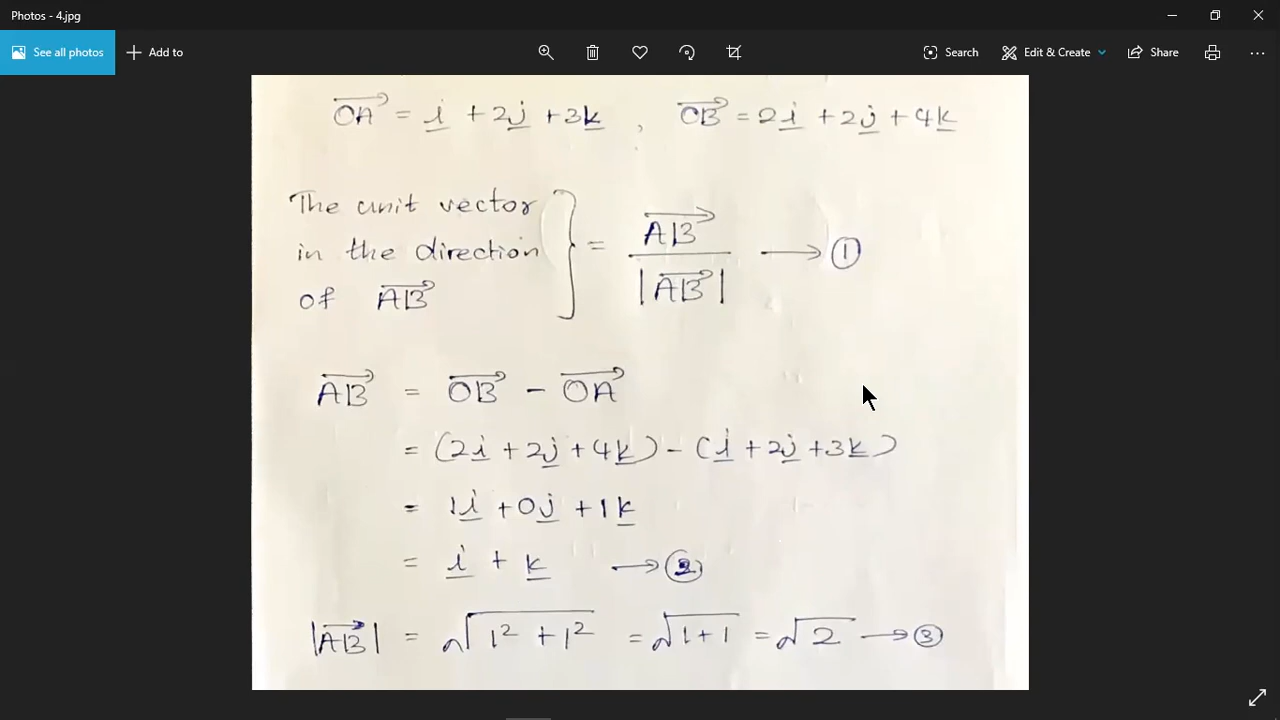 Photos - 4.jpg
See all photos
Add to
Search
Edit & Create
Share
OA⃗ = i + 2j + 3k , OB⃗ = 2i + 2j + 4k
The unit vector
in the direction
of AB⃗
} = AB⃗ / |AB⃗| ⟶ ①
AB⃗ = OB⃗ - OA⃗
= (2i + 2j + 4k) - (i + 2j + 3k)
= 1i + 0j + 1k
= i + k ⟶ ②
|AB⃗| = √(1² + 1²) = √(1+1) = √2 ⟶ ③